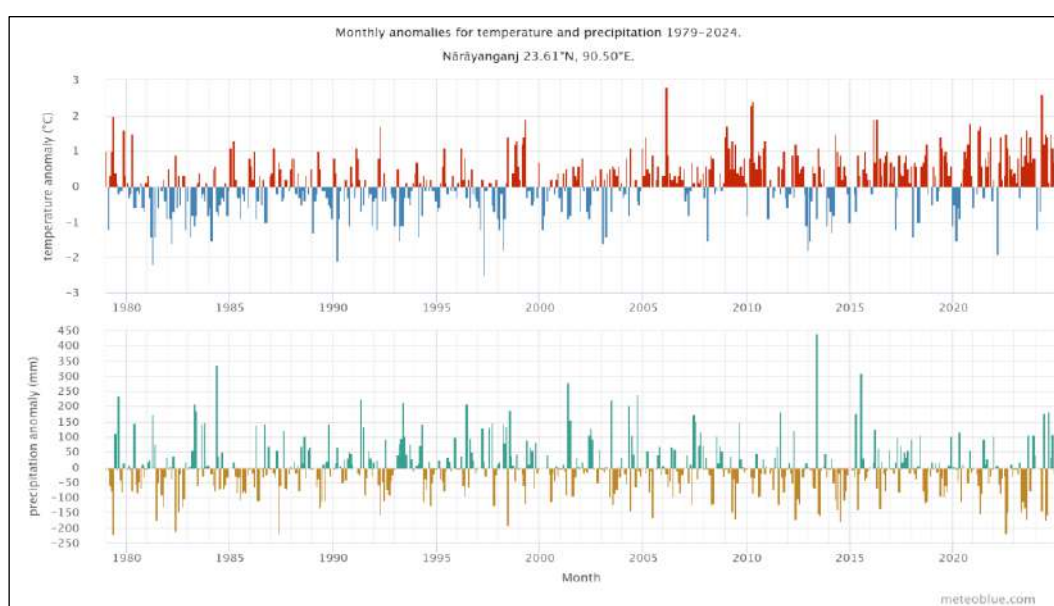 Monthly anomalies for temperature and precipitation 1979-2024.
Nārāyanganj 23.61°N, 90.50°E.
temperature anomaly (°C)
3
2
1
0
-1
-2
-3
1980 1985 1990 1995 2000 2005 2010 2015 2020
precipitation anomaly (mm)
450
400
350
300
250
200
150
100
50
0
-50
-100
-150
-200
-250
1980 1985 1990 1995 2000 2005 2010 2015 2020
Month
meteoblue.com